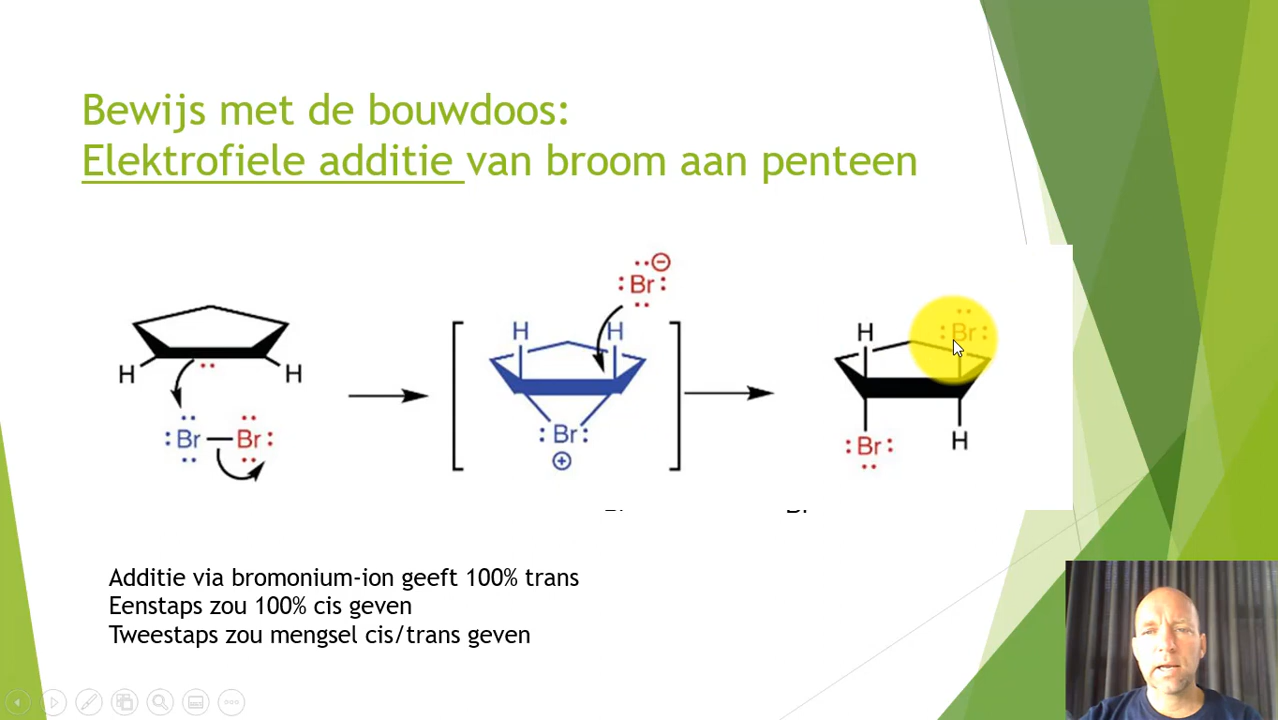 Bewijs met de bouwdoos:
Elektrofiele additie van broom aan penteen
Br
H H H H Br
H H
Br Br Br Br H
Additie via bromonium-ion geeft 100% trans
Eenstaps zou 100% cis geven
Tweestaps zou mengsel cis/trans geven